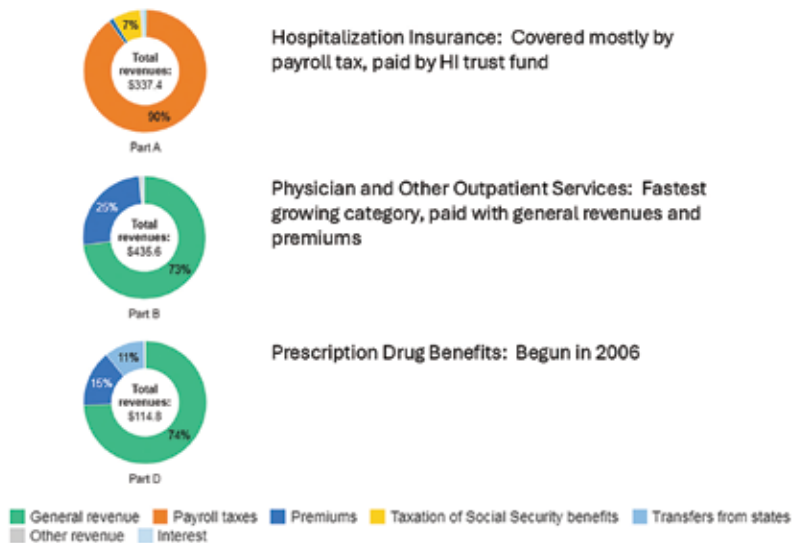 7%
Total
revenues:
$337.4
90%
Part A
Hospitalization Insurance: Covered mostly by
payroll tax, paid by HI trust fund
25%
Total
revenues:
$435.6
73%
Part B
Physician and Other Outpatient Services: Fastest
growing category, paid with general revenues and
premiums
11%
15%
Total
revenues:
$114.8
74%
Part D
Prescription Drug Benefits: Begun in 2006
General revenue Payroll taxes Premiums Taxation of Social Security benefits Transfers from states
Other revenue Interest